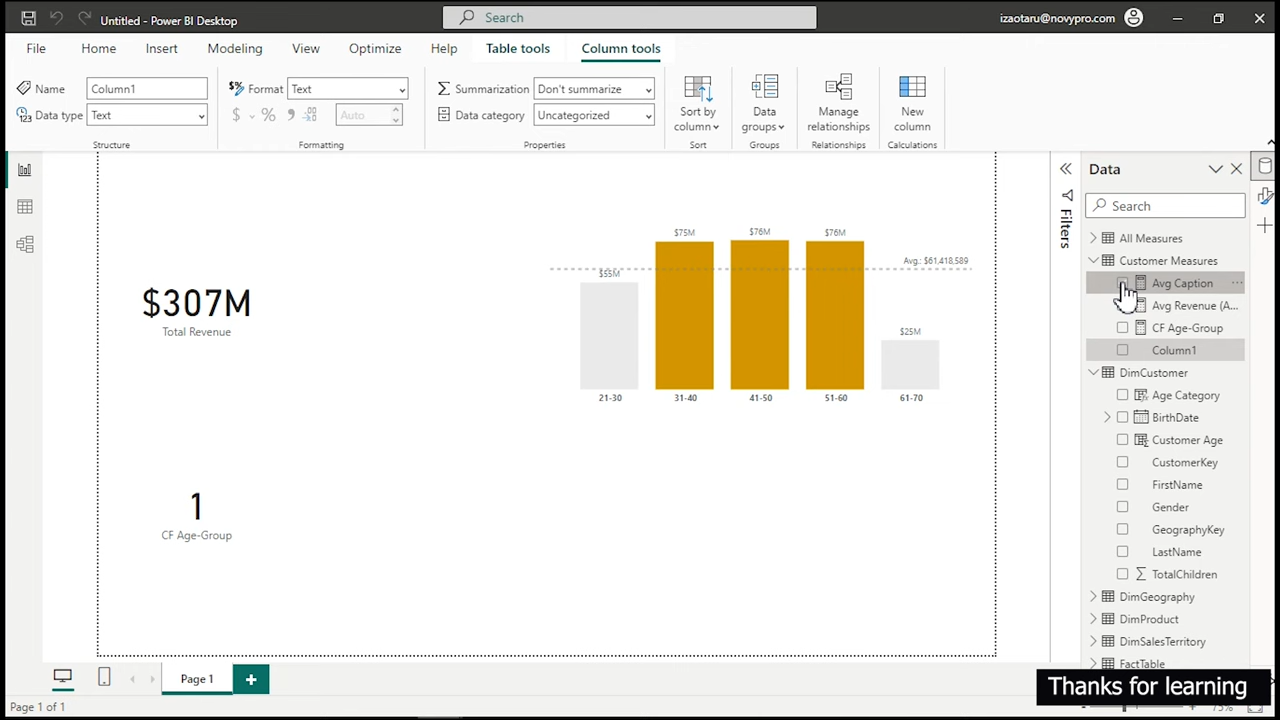 Untitled - Power BI Desktop
Search
izaotaru@novypro.com
File Home Insert Modeling View Optimize Help Table tools Column tools
Name Column1
Data type Text
Structure
Format Text
$ % Auto
Formatting
Summarization Don't summarize
Data category Uncategorized
Properties
Sort by column
Sort
Data groups
Groups
Manage relationships
Relationships
New column
Calculations
$307M
Total Revenue
1
CF Age-Group
$55M $75M $76M $76M $25M
Avg.: $61,418,589
21-30 31-40 41-50 51-60 61-70
Filters
Data
Search
All Measures
Customer Measures
Avg Caption
Avg Revenue (A...
CF Age-Group
Column1
DimCustomer
Age Category
BirthDate
Customer Age
CustomerKey
FirstName
Gender
GeographyKey
LastName
TotalChildren
DimGeography
DimProduct
DimSalesTerritory
FactTable
Page 1
Thanks for learning
Page 1 of 1
75%